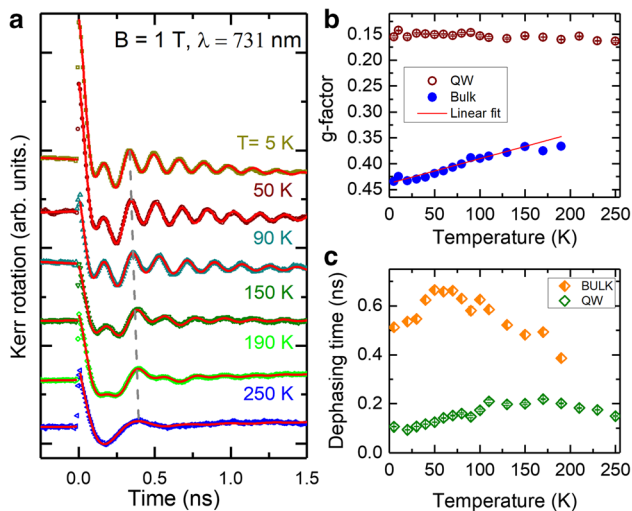 a
B = 1 T, λ = 731 nm
T= 5 K
50 K
90 K
150 K
190 K
250 K
Kerr rotation (arb. units.)
0.0 0.5 1.0 1.5
Time (ns)
b
0.15
0.20
0.25
0.30
0.35
0.40
0.45
g-factor
QW
Bulk
Linear fit
0 50 100 150 200 250
Temperature (K)
c
BULK
QW
0.6
0.4
0.2
0.0
Dephasing time (ns)
0 50 100 150 200 250
Temperature (K)